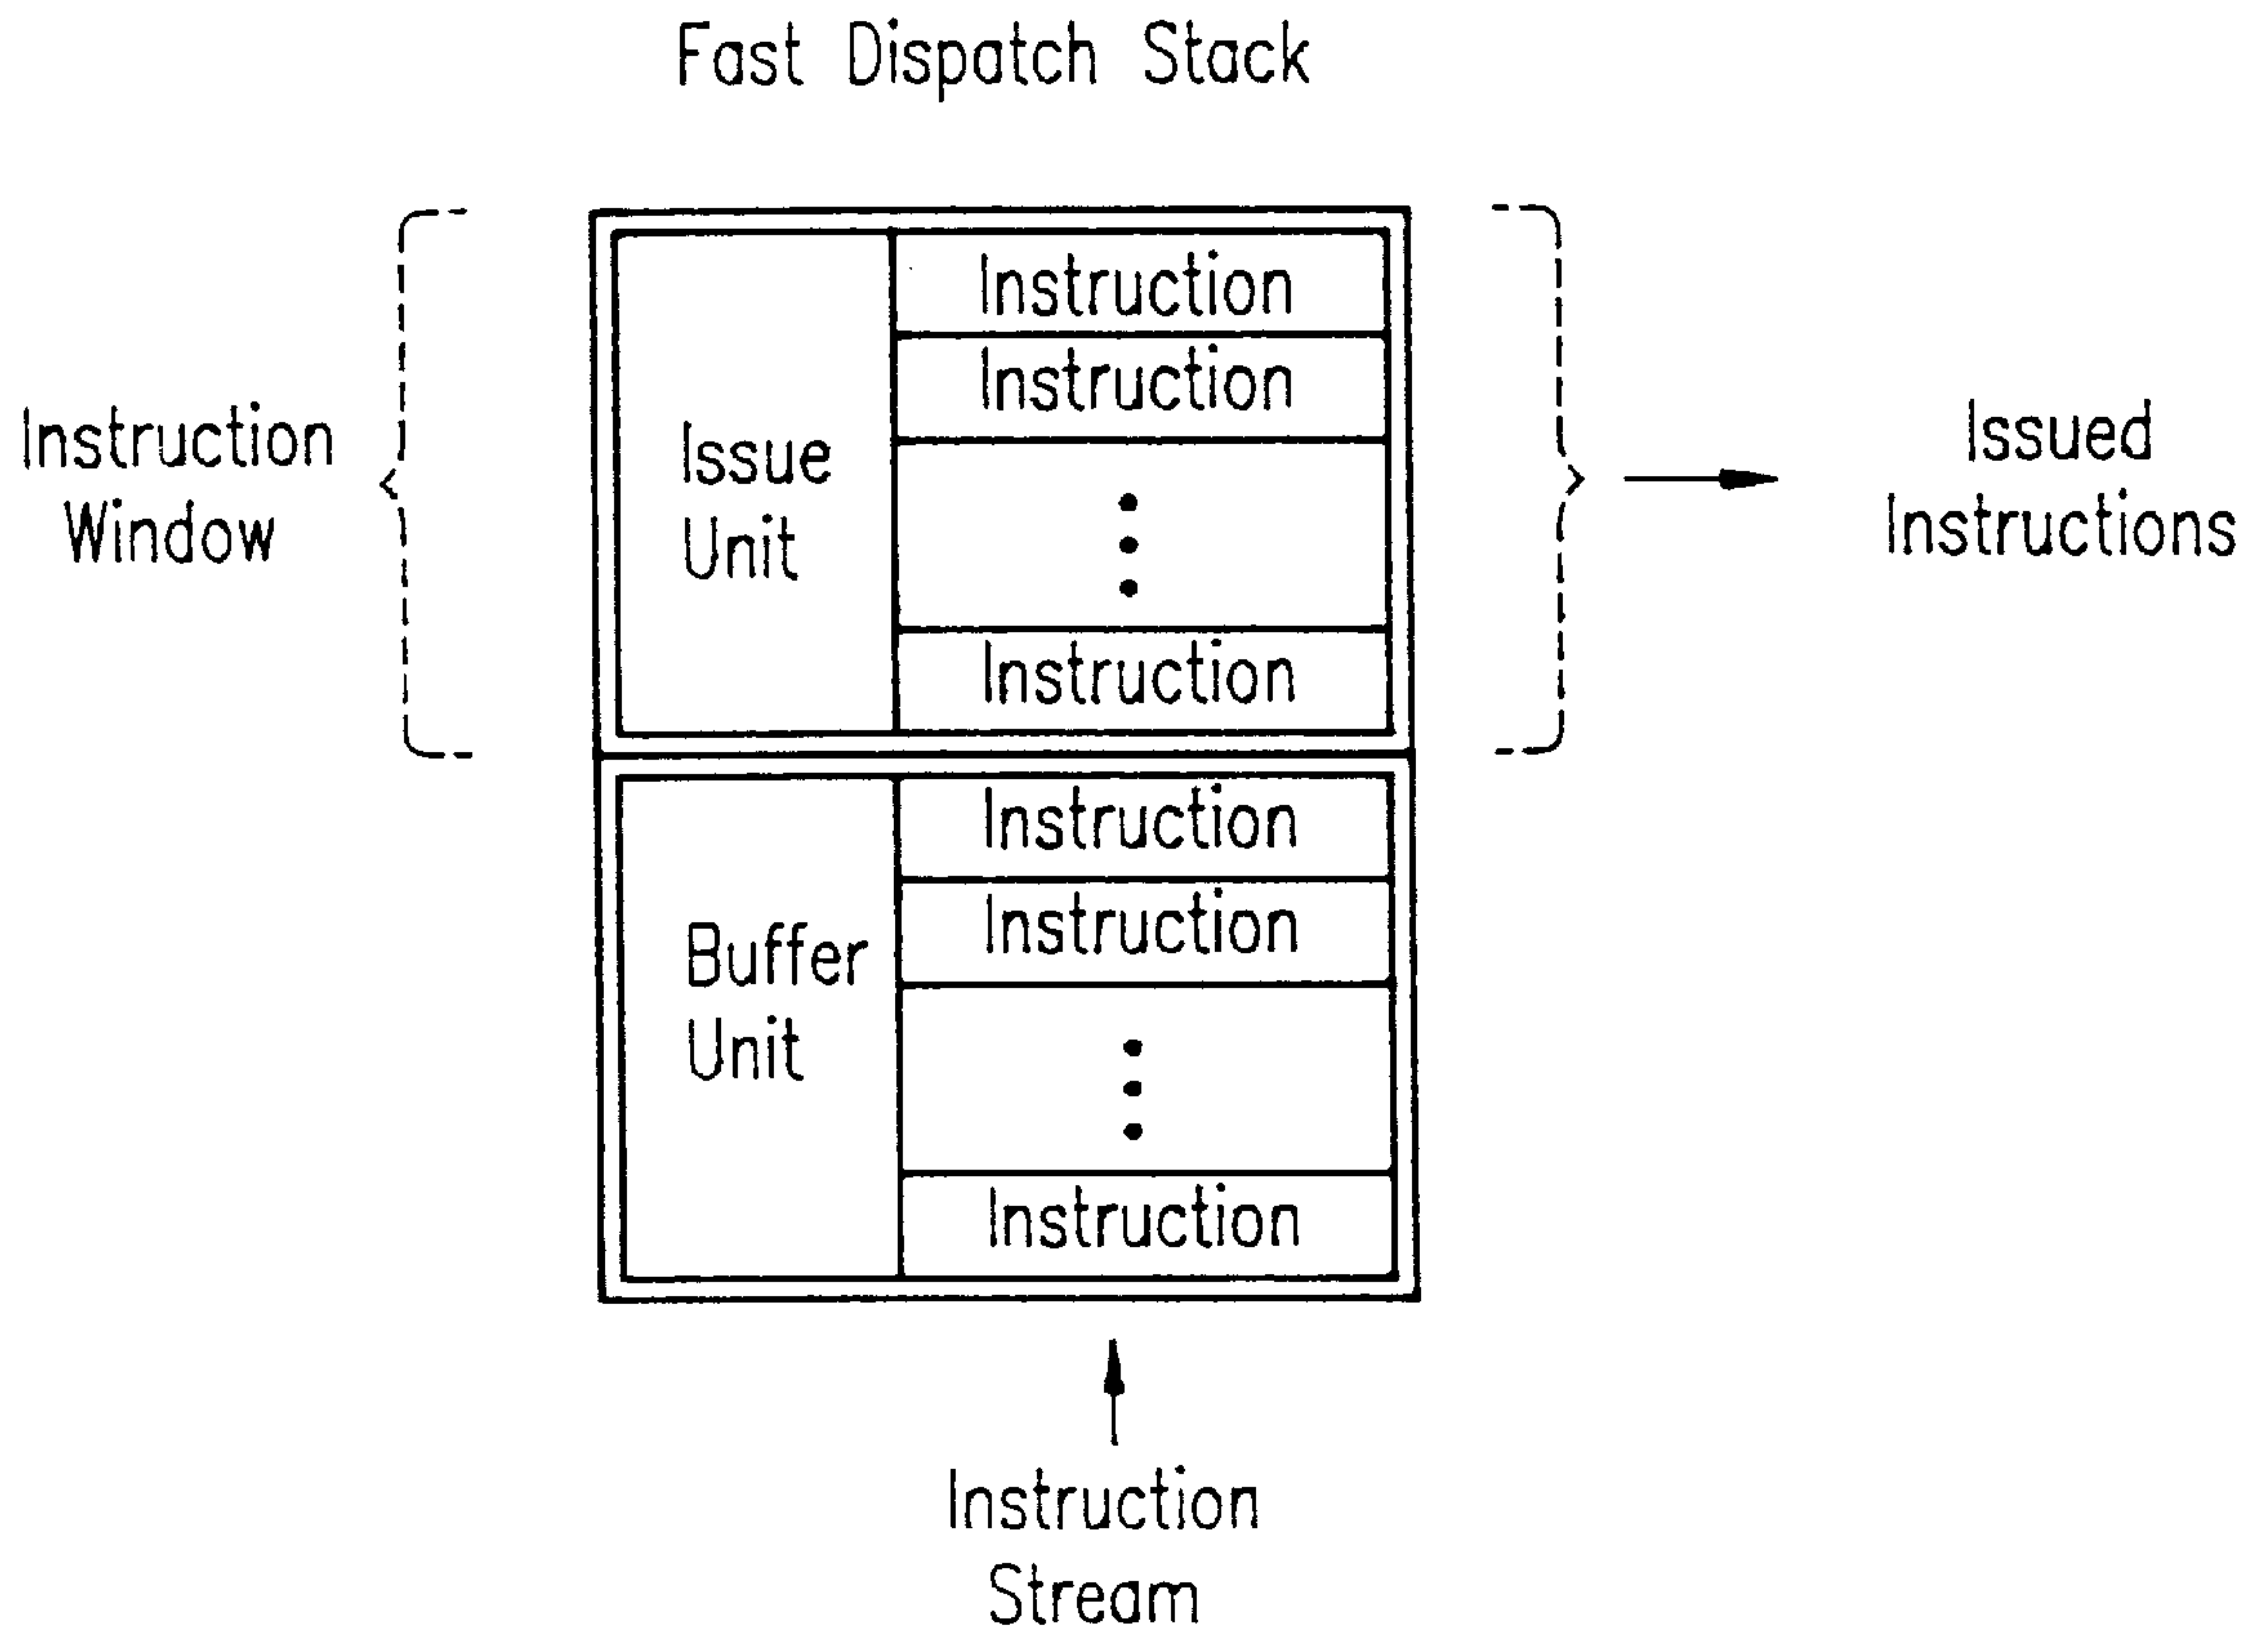 Fast Dispatch Stack
Instruction
Window
Issue
Unit
Instruction
Instruction
Instruction
Issued
Instructions
Buffer
Unit
Instruction
Instruction
Instruction
Instruction
Stream